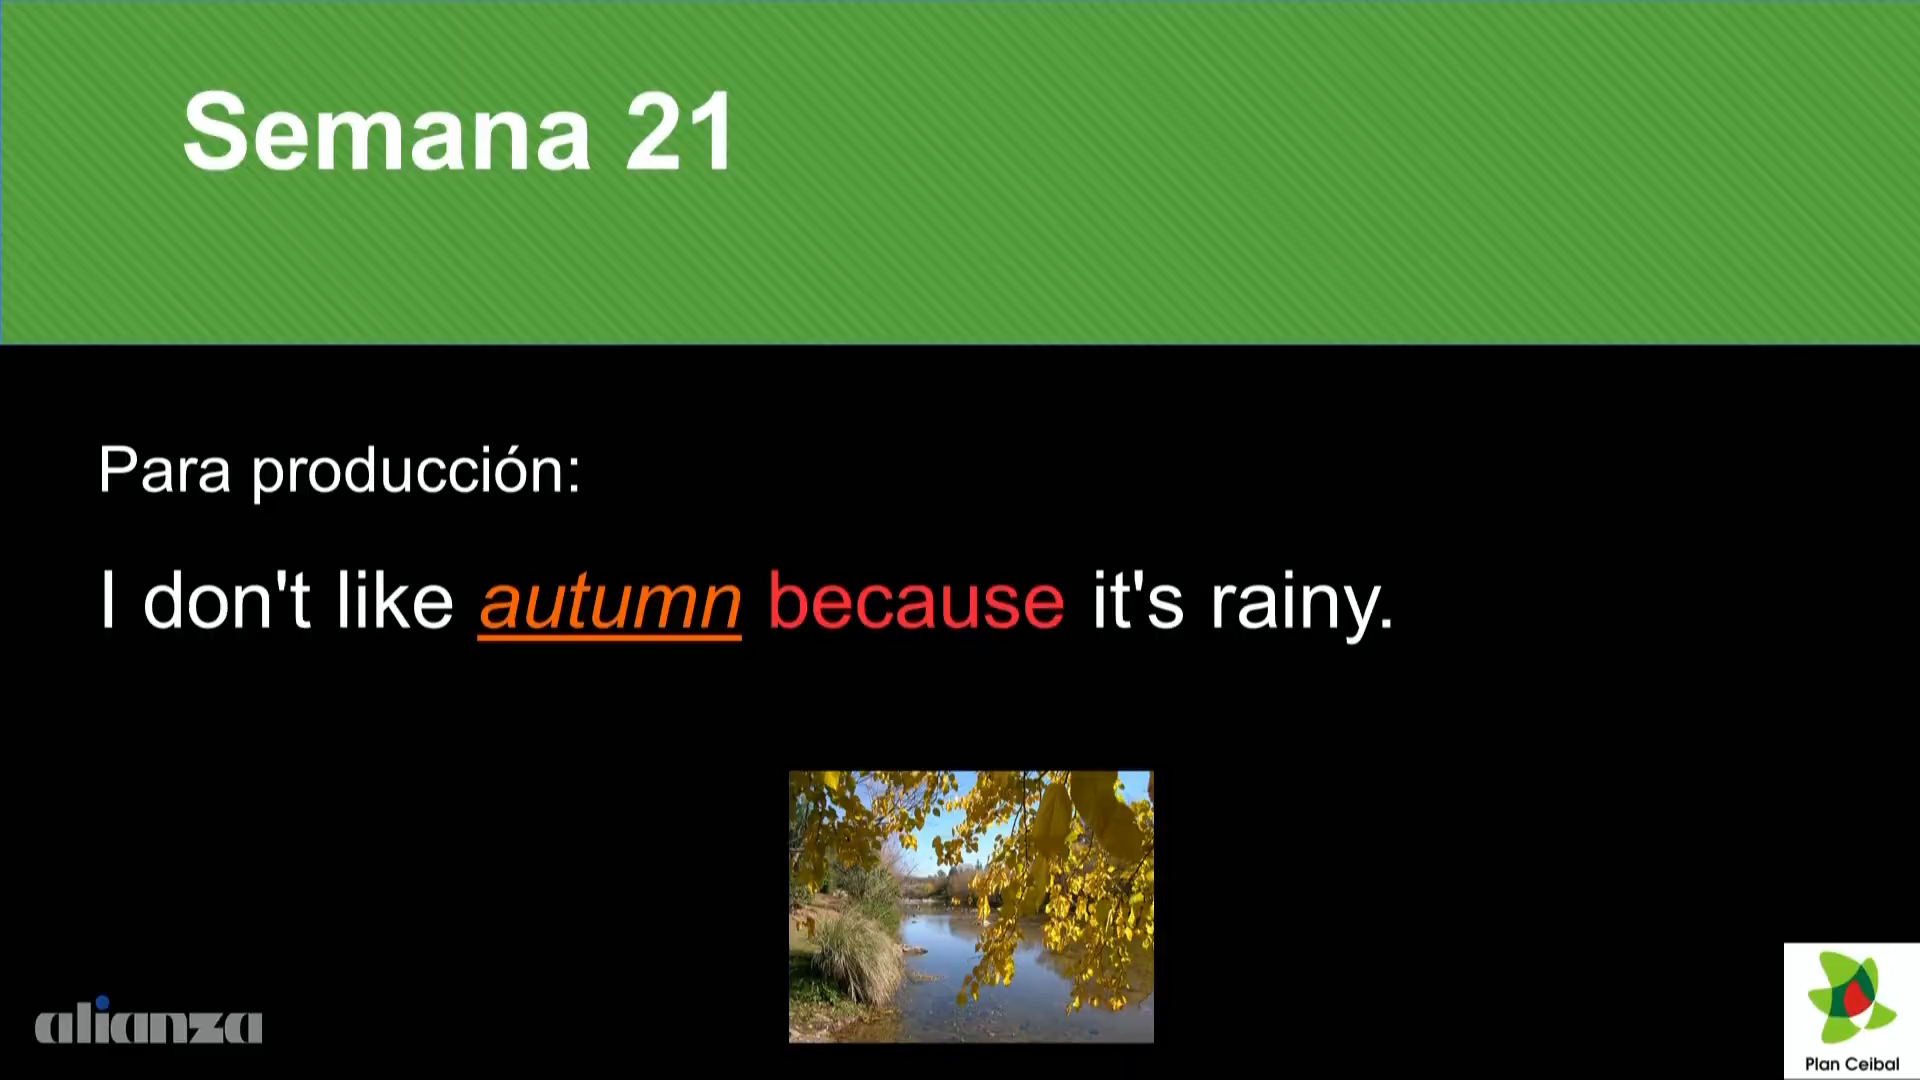 Semana 21
Para producción:
I don't like autumn because it's rainy.
alianza
Plan Ceibal